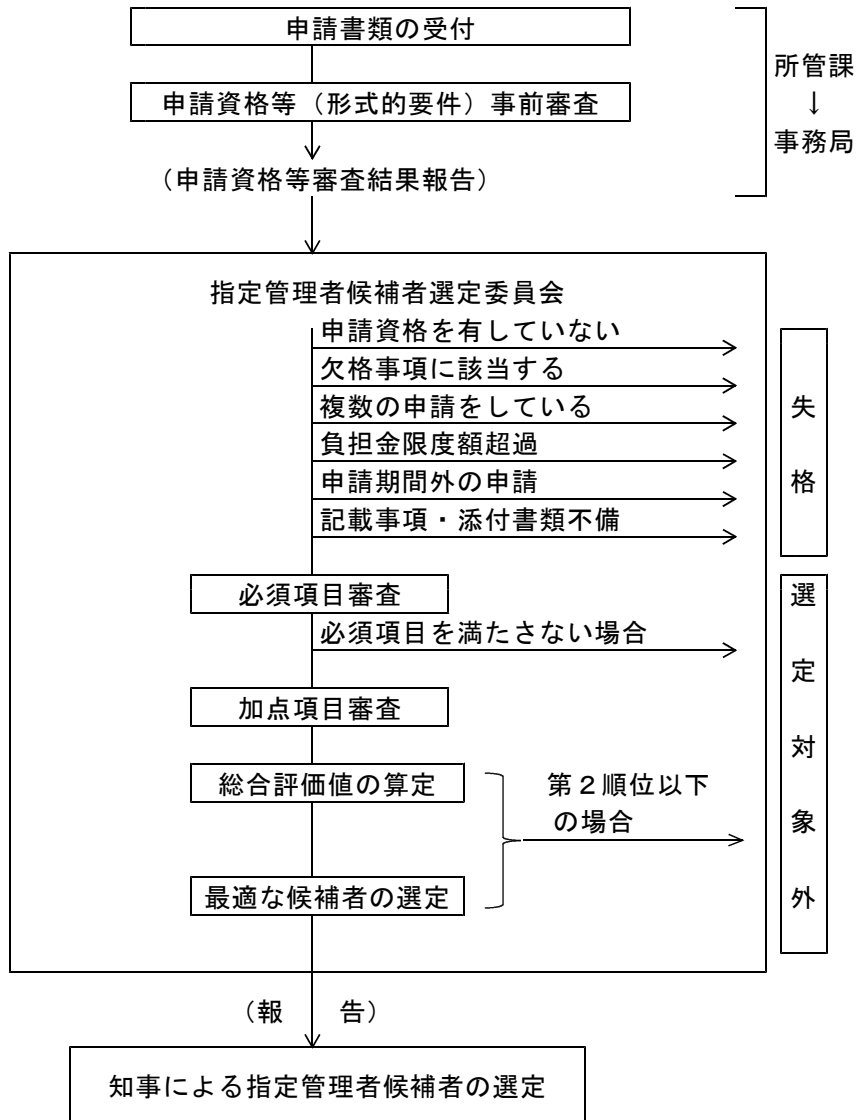 申請書類の受付
申請資格等（形式的要件）事前審査
（申請資格等審査結果報告）
所管課
↓
事務局
指定管理者候補者選定委員会
申請資格を有していない
欠格事項に該当する
複数の申請をしている
負担金限度額超過
申請期間外の申請
記載事項・添付書類不備
失格
必須項目審査
必須項目を満たさない場合
加点項目審査
総合評価値の算定
第２順位以下
の場合
最適な候補者の選定
選定対象外
（報　告）
知事による指定管理者候補者の選定